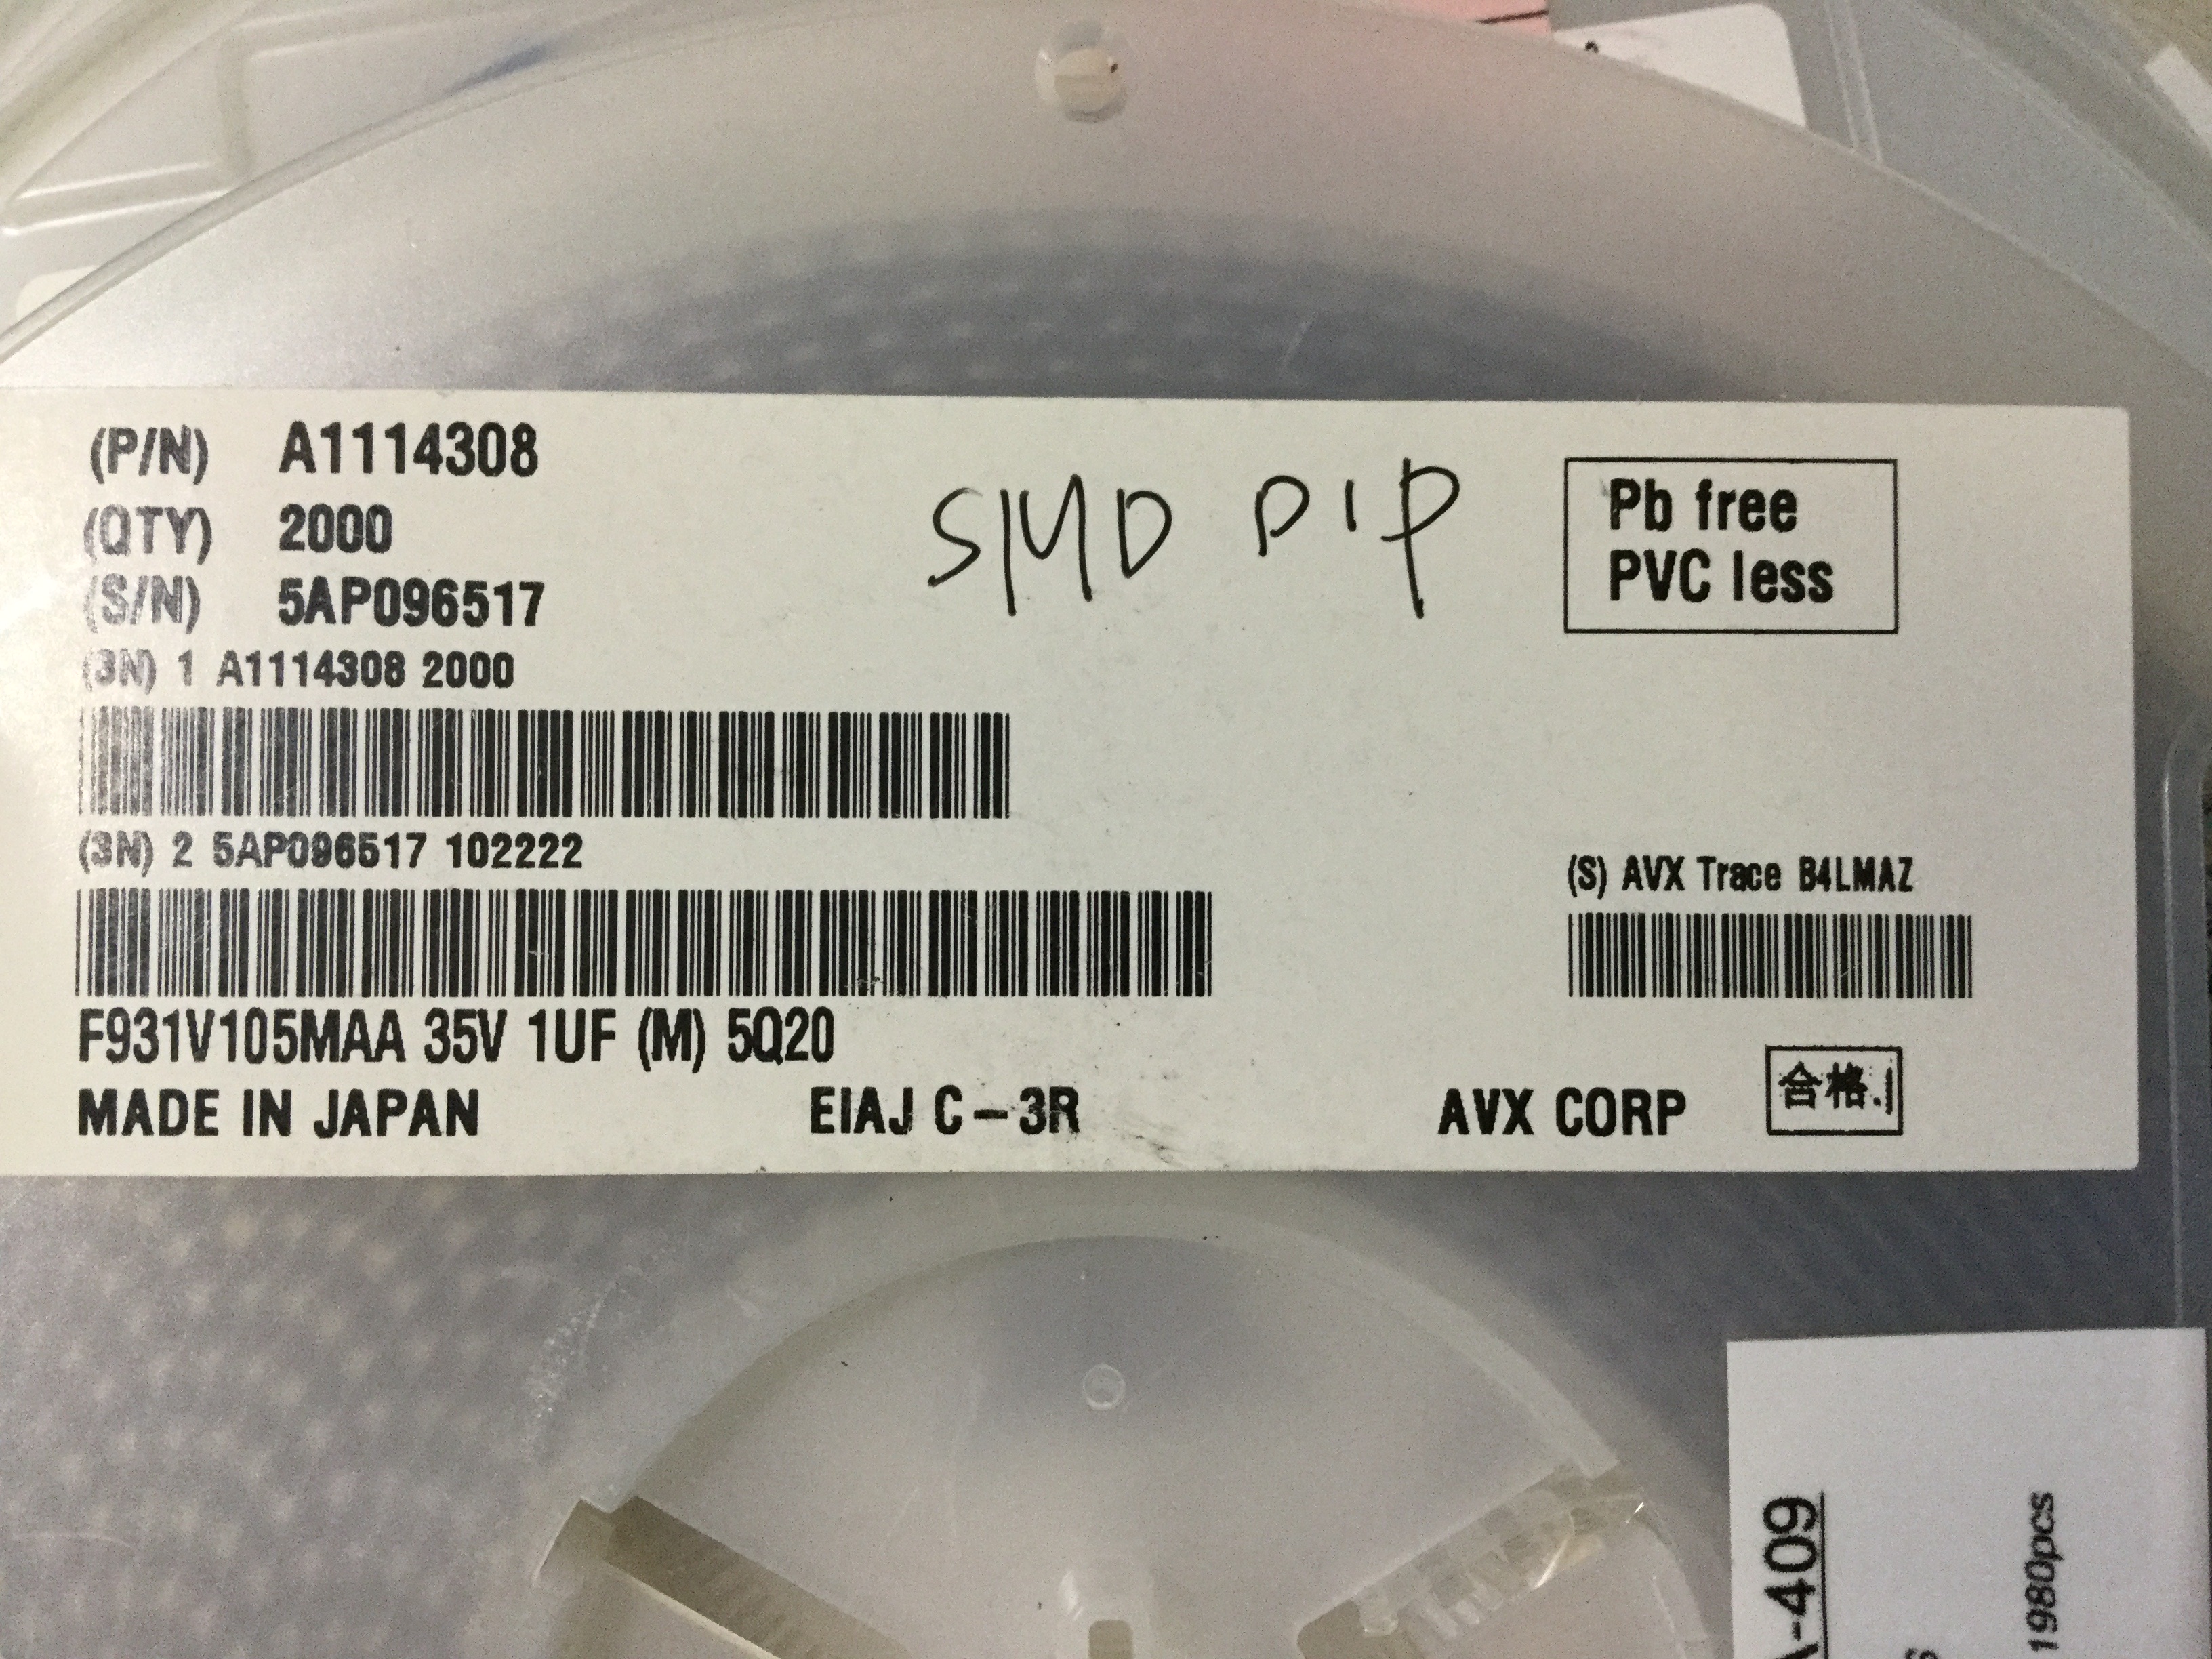 (P/N) A1114308
(QTY) 2000
(S/N) 5AP096517
(3N) 1 A1114308 2000
SMD DIP
Pb free
PVC less
(3N) 2 5AP096517 102222
(S) AVX Trace B4LMAZ
F931V105MAA 35V 1UF (M) 5Q20
MADE IN JAPAN EIAJ C-3R AVX CORP 合格
-409
1980pcs